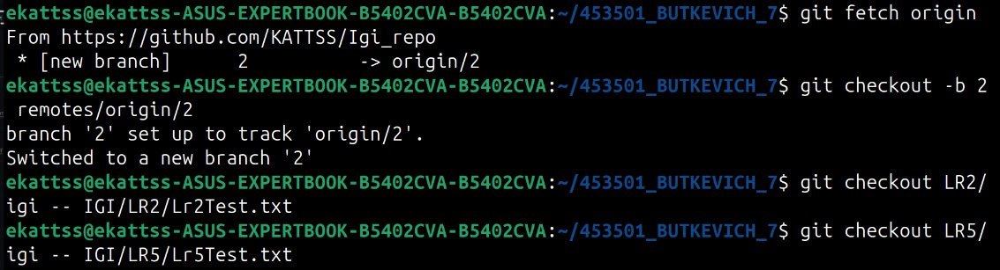 ekattss@ekattss-ASUS-EXPERTBOOK-B5402CVA-B5402CVA:~/453501_BUTKEVICH_7$ git fetch origin
From https://github.com/KATTSS/Igi_repo
 * [new branch]      2          -> origin/2
ekattss@ekattss-ASUS-EXPERTBOOK-B5402CVA-B5402CVA:~/453501_BUTKEVICH_7$ git checkout -b 2
 remotes/origin/2
branch '2' set up to track 'origin/2'.
Switched to a new branch '2'
ekattss@ekattss-ASUS-EXPERTBOOK-B5402CVA-B5402CVA:~/453501_BUTKEVICH_7$ git checkout LR2/
igi -- IGI/LR2/Lr2Test.txt
ekattss@ekattss-ASUS-EXPERTBOOK-B5402CVA-B5402CVA:~/453501_BUTKEVICH_7$ git checkout LR5/
igi -- IGI/LR5/Lr5Test.txt